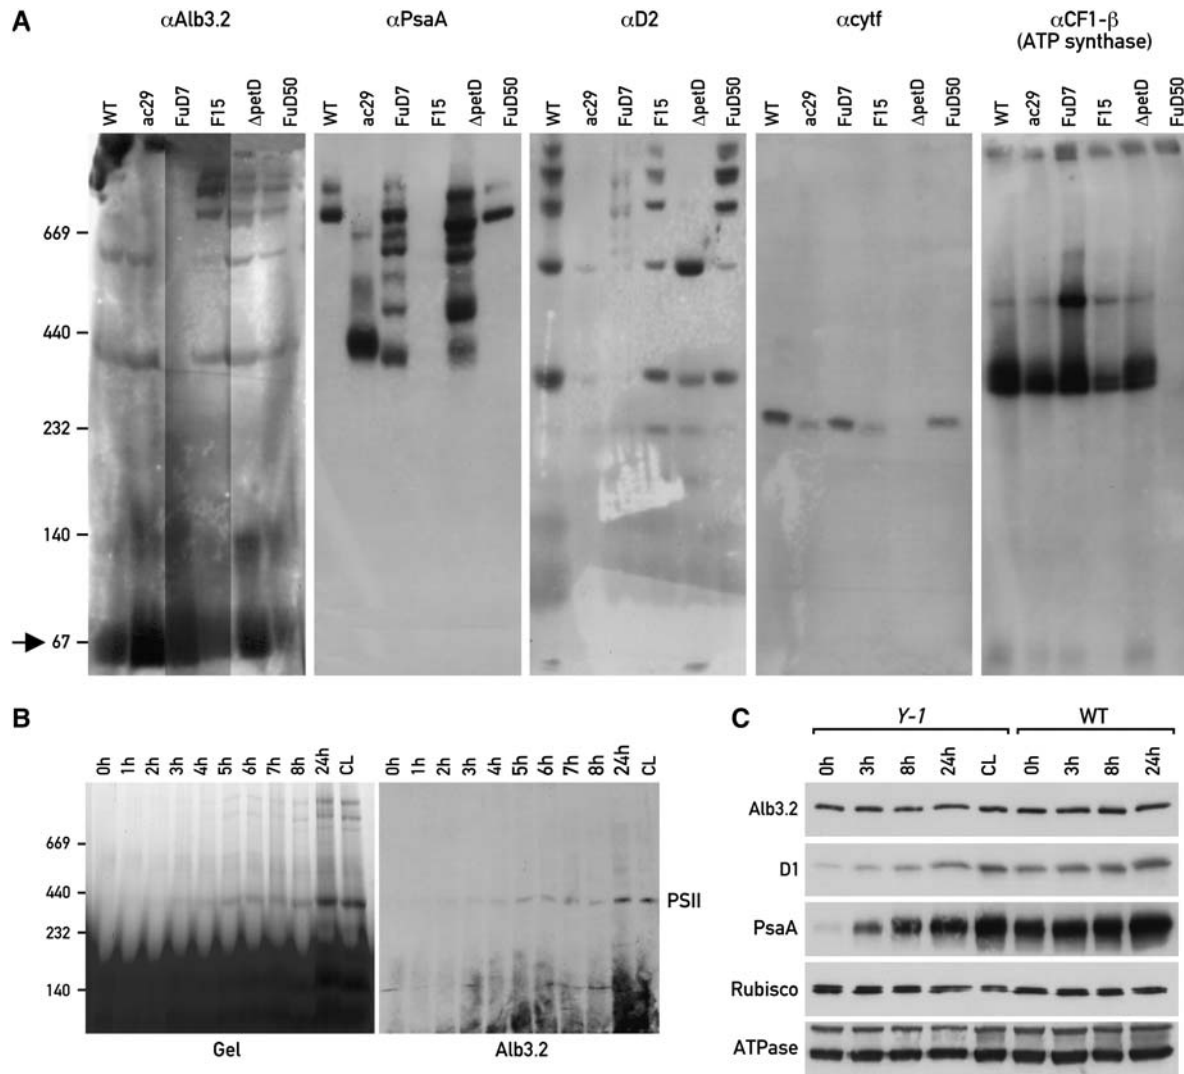 A
αAlb3.2
αPsaA
αD2
αcytf
αCF1-β
(ATP synthase)
WT ac29 FuD7 F15 ΔpetD FuD50
WT ac29 FuD7 F15 ΔpetD FuD50
WT ac29 FuD7 F15 ΔpetD FuD50
WT ac29 FuD7 F15 ΔpetD FuD50
WT ac29 FuD7 F15 ΔpetD FuD50
669
440
232
140
67
B
0h 1h 2h 3h 4h 5h 6h 7h 8h 24h CL
0h 1h 2h 3h 4h 5h 6h 7h 8h 24h CL
669
440
232
140
PSII
Gel
Alb3.2
C
Y-1
WT
0h 3h 8h 24h CL 0h 3h 8h 24h
Alb3.2
D1
PsaA
Rubisco
ATPase